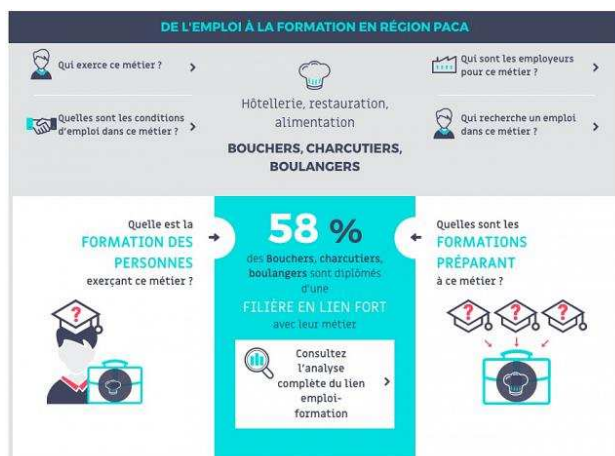 DE L'EMPLOI À LA FORMATION EN RÉGION PACA
Qui exerce ce métier ?
Quelles sont les conditions
d'emploi dans ce métier ?
Hôtellerie, restauration,
alimentation
BOUCHERS, CHARCUTIERS,
BOULANGERS
Qui sont les employeurs
pour ce métier ?
Qui recherche un emploi
dans ce métier ?
Quelle est la
FORMATION DES
PERSONNES
exerçant ce métier ?
58 %
des Bouchers, charcutiers,
boulangers sont diplômés
d'une
FILIÈRE EN LIEN FORT
avec leur métier
Consultez
l'analyse
complète du lien
emploi-
formation
Quelles sont les
FORMATIONS
PRÉPARANT
à ce métier ?
?
? ? ?